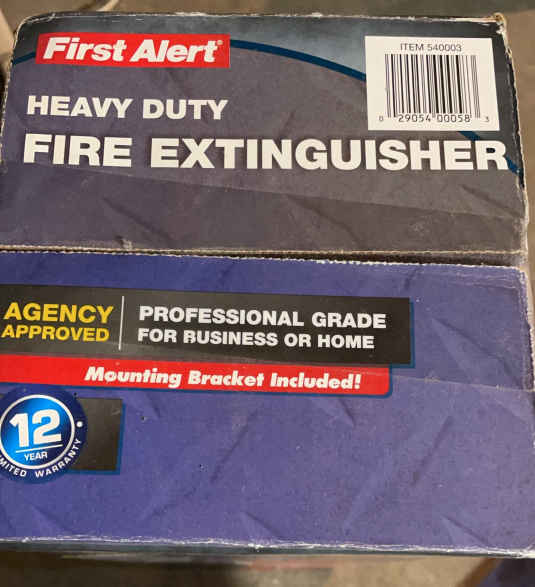 First Alert®
ITEM 540003
0 29054 00058 3
HEAVY DUTY
FIRE EXTINGUISHER
AGENCY
APPROVED
PROFESSIONAL GRADE
FOR BUSINESS OR HOME
Mounting Bracket Included!
12
YEAR
LIMITED WARRANTY